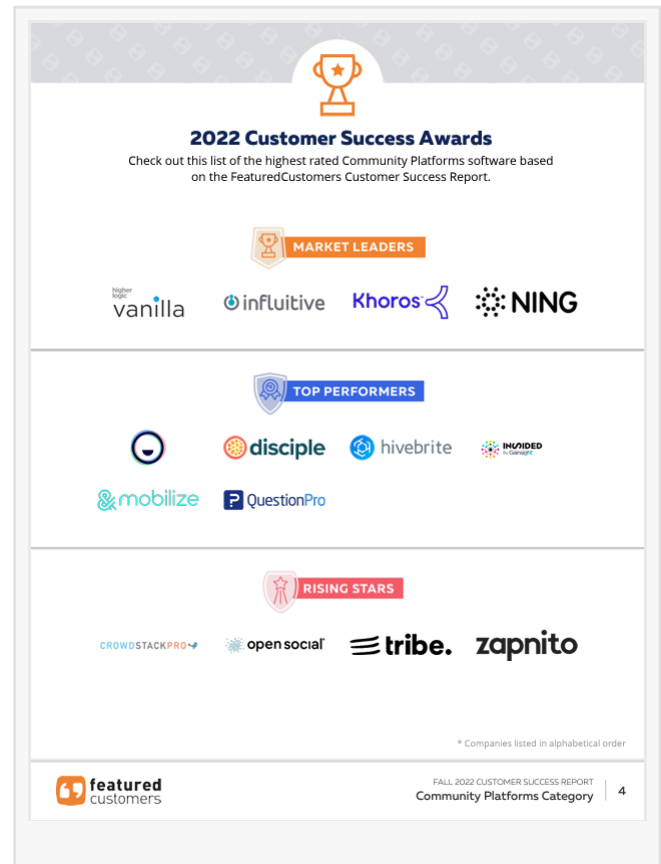 2022 Customer Success Awards
Check out this list of the highest rated Community Platforms software based
on the FeaturedCustomers Customer Success Report.
MARKET LEADERS
higher
logic
vanilla
influitive
Khoros
NING
TOP PERFORMERS
disciple
hivebrite
INSIDED
by Gainsight
mobilize
QuestionPro
RISING STARS
CROWDSTACKPRO
open social
tribe.
zapnito
* Companies listed in alphabetical order
featured
customers
FALL 2022 CUSTOMER SUCCESS REPORT
Community Platforms Category
4